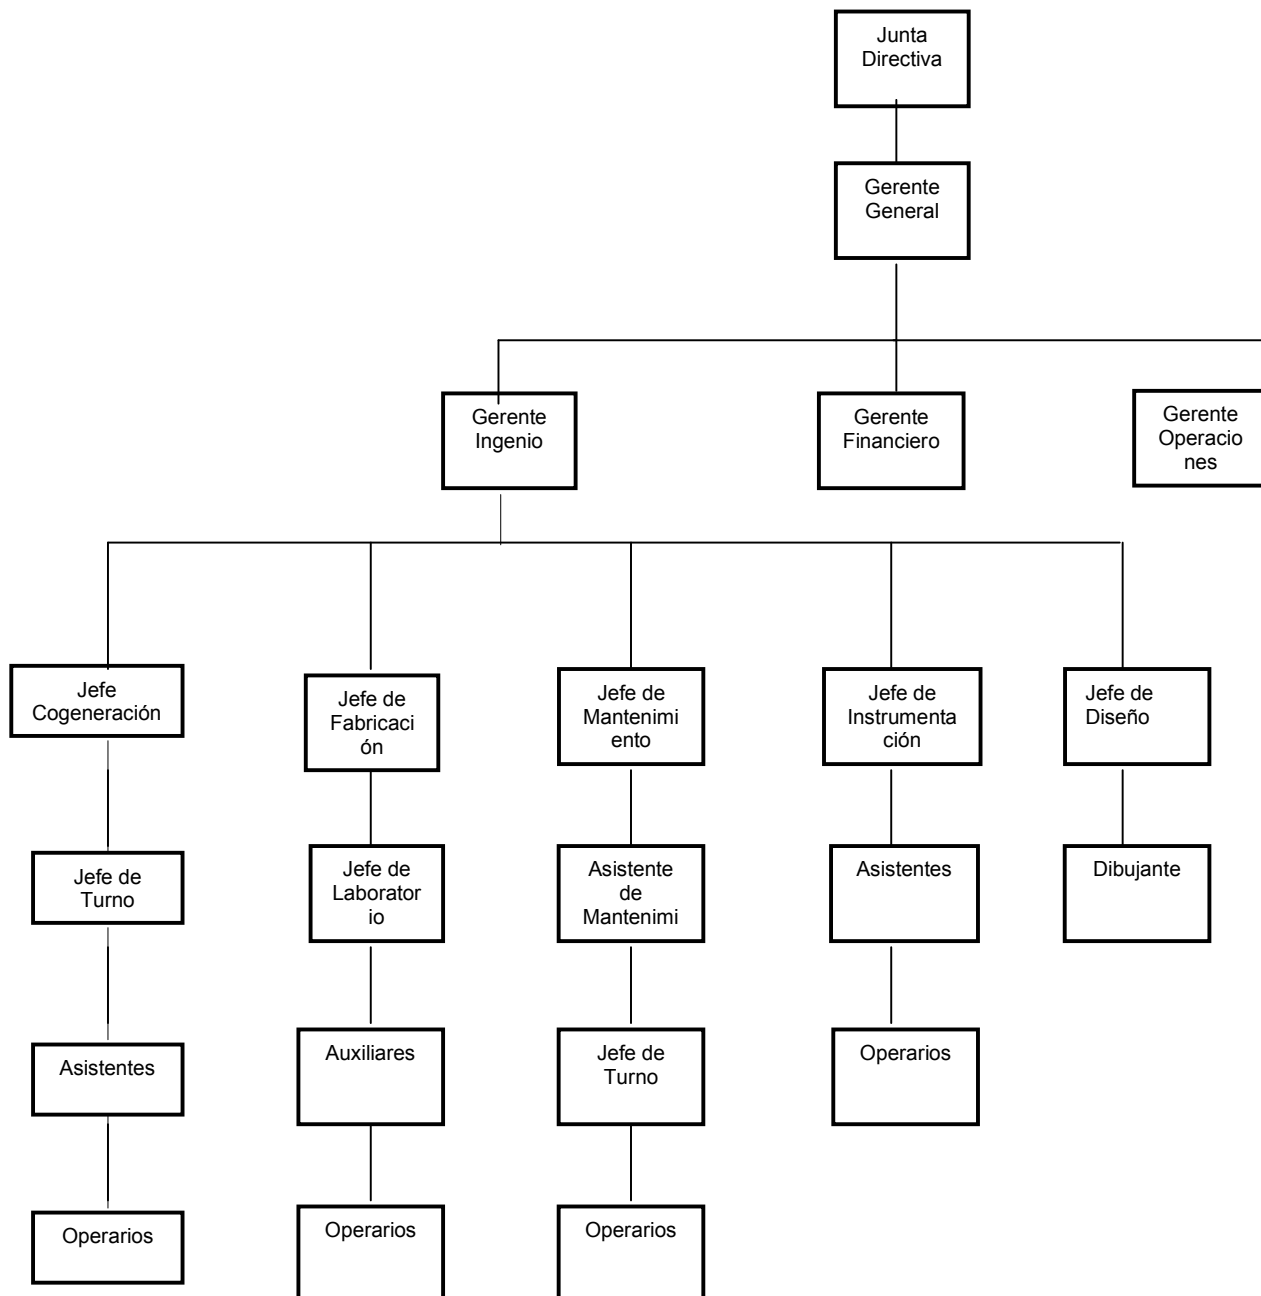 Junta
Directiva
Gerente
General
Gerente
Ingenio
Gerente
Financiero
Gerente
Operacio
nes
Jefe
Cogeneración
Jefe de
Fabricaci
ón
Jefe de
Mantenimi
ento
Jefe de
Instrumenta
ción
Jefe de
Diseño
Jefe de
Turno
Jefe de
Laborator
io
Asistente
de
Mantenimi
Asistentes
Dibujante
Asistentes
Auxiliares
Jefe de
Turno
Operarios
Operarios
Operarios
Operarios